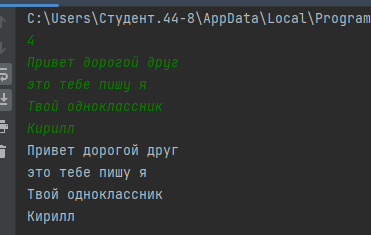 C:\Users\Студент.44-8\AppData\Local\Program
4
Привет дорогой друг
это тебе пишу я
Твой одноклассник
Кирилл
Привет дорогой друг
это тебе пишу я
Твой одноклассник
Кирилл